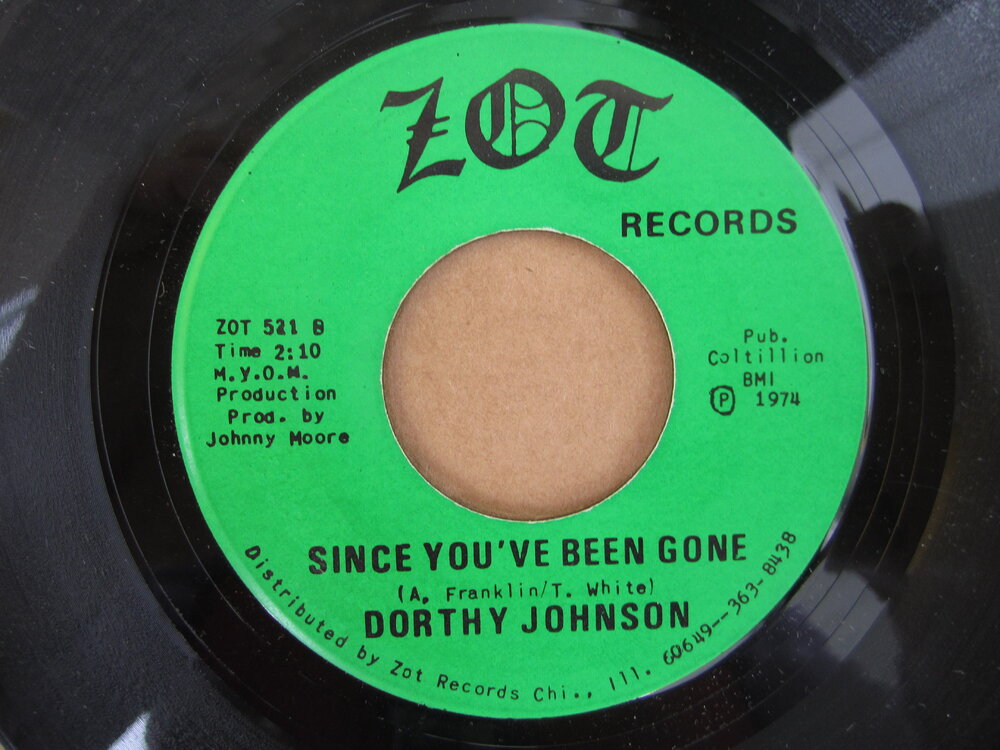 ZOT
RECORDS
ZOT 521 B
Time 2:10
M.Y.O.M.
Production
Prod. by
Johnny Moore
Pub.
Coltillion
BMI
Ⓟ 1974
SINCE YOU'VE BEEN GONE
(A. Franklin/T. White)
DORTHY JOHNSON
Distributed by Zot Records Chi., Ill. 60649--363-8438